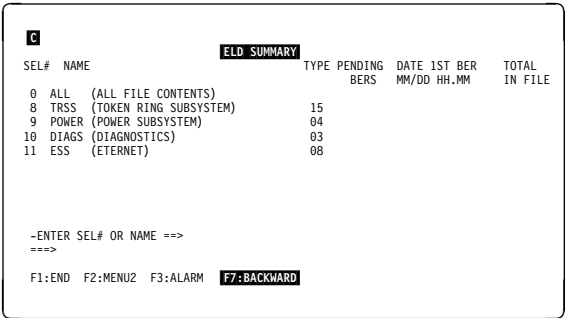 C
ELD SUMMARY
SEL# NAME TYPE PENDING DATE 1ST BER TOTAL
BERS MM/DD HH.MM IN FILE
0 ALL (ALL FILE CONTENTS)
8 TRSS (TOKEN RING SUBSYSTEM) 15
9 POWER (POWER SUBSYSTEM) 04
10 DIAGS (DIAGNOSTICS) 03
11 ESS (ETERNET) 08
-ENTER SEL# OR NAME ==>
===>
F1:END F2:MENU2 F3:ALARM F7:BACKWARD